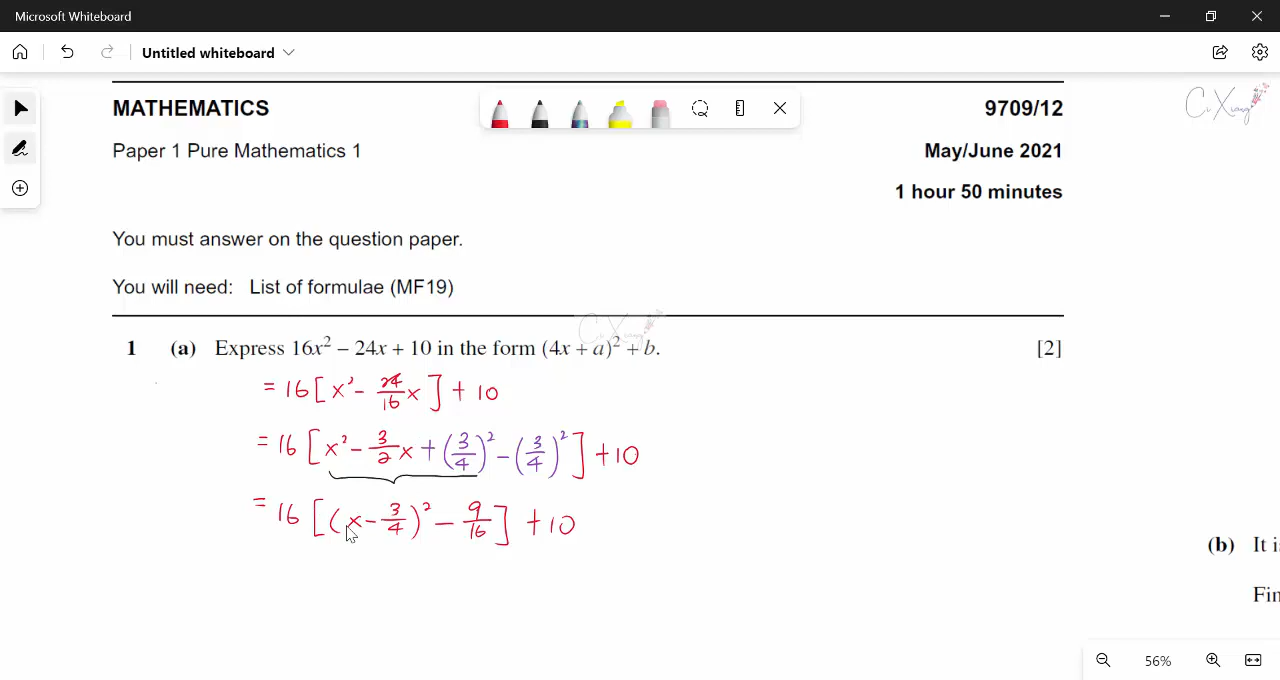 Microsoft Whiteboard
Untitled whiteboard
MATHEMATICS 9709/12
Paper 1 Pure Mathematics 1 May/June 2021
1 hour 50 minutes
You must answer on the question paper.
You will need: List of formulae (MF19)
1 (a) Express 16x² – 24x + 10 in the form (4x + a)² + b. [2]
= 16[x² - 24/16 x] + 10
= 16[x² - 3/2 x + (3/4)² - (3/4)²] + 10
= 16[(x - 3/4)² - 9/16] + 10
(b) It i
Fin
56%